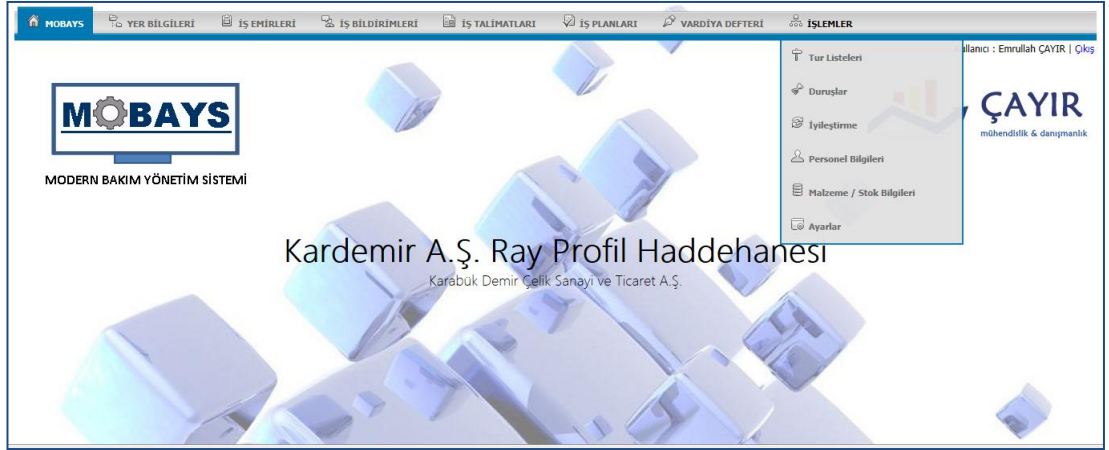 MOBAYS YER BİLGİLERİ İŞ EMİRLERİ İŞ BİLDİRİMLERİ İŞ TALİMATLARI İŞ PLANLARI VARDİYA DEFTERİ İŞLEMLER
ullanıcı : Emrullah ÇAYIR | Çıkış
Tur Listeleri
Duruşlar
İyileştirme
Personel Bilgileri
Malzeme / Stok Bilgileri
Ayarlar
MOBAYS
MODERN BAKIM YÖNETİM SİSTEMİ
ÇAYIR
mühendislik & danışmanlık
Kardemir A.Ş. Ray Profil Haddehanesi
Karabük Demir Çelik Sanayi ve Ticaret A.Ş.